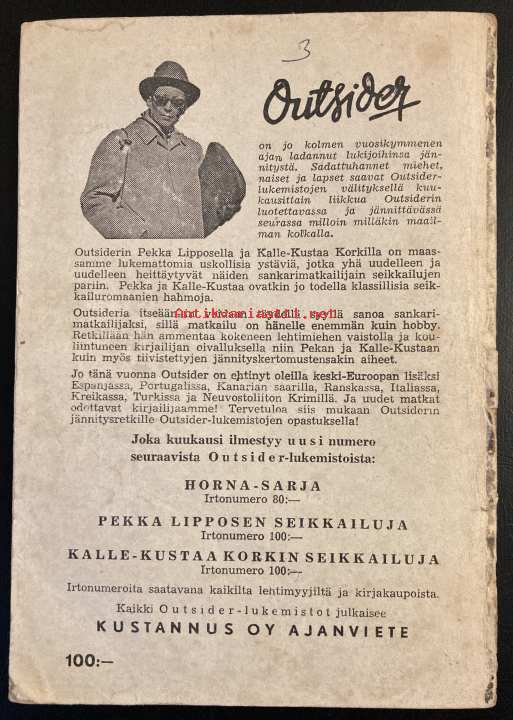 3
Outsider
on jo kolmen vuosikymmenen
ajan ladannut lukijoihinsa jän-
nitystä. Sadattuhannet miehet,
naiset ja lapset saavat Outsider-
lukemistojen välityksellä kuu-
kausittain liikkua Outsiderin
luotettavassa ja jännittävässä
seurassa milloin milläkin maail-
man kolkalla.
Outsiderin Pekka Lipposella ja Kalle-Kustaa Korkilla on maas-
samme lukemattomia uskollisia ystäviä, jotka yhä uudelleen ja
uudelleen heittäytyvät näiden sankarimatkailijain seikkailujen
pariin. Pekka ja Kalle-Kustaa ovatkin jo todella klassillisia seik-
kailuromaanien hahmoja.
Outsideria itseään voidaan täydellä syyllä sanoa sankari-
matkailijaksi, sillä matkailu on hänelle enemmän kuin hobby.
Retkillään hän ammentaa kokeneen lehtimiehen vaistolla ja kou-
liintuneen kirjailijan oivalluksella niin Pekan ja Kalle-Kustaan
kuin myös tiivistettyjen jännityskertomustensakin aiheet.
Jo tänä vuonna Outsider on ehtinyt oleilla keski-Euroopan lisäksi
Espanjassa, Portugalissa, Kanarian saarilla, Ranskassa, Italiassa,
Kreikassa, Turkissa ja Neuvostoliiton Krimillä. Ja uudet matkat
odottavat kirjailijaamme! Tervetuloa siis mukaan Outsiderin
jännitysretkille Outsider-lukemistojen opastuksella!
Joka kuukausi ilmestyy uusi numero
seuraavista Outsider-lukemistoista:
HORNA-SARJA
Irtonumero 80:—
PEKKA LIPPOSEN SEIKKAILUJA
Irtonumero 100:—
KALLE-KUSTAA KORKIN SEIKKAILUJA
Irtonumero 100:—
Irtonumeroita saatavana kaikilta lehtimyyjiltä ja kirjakaupoista.
Kaikki Outsider-lukemistot julkaisee
KUSTANNUS OY AJANVIETE
100:—